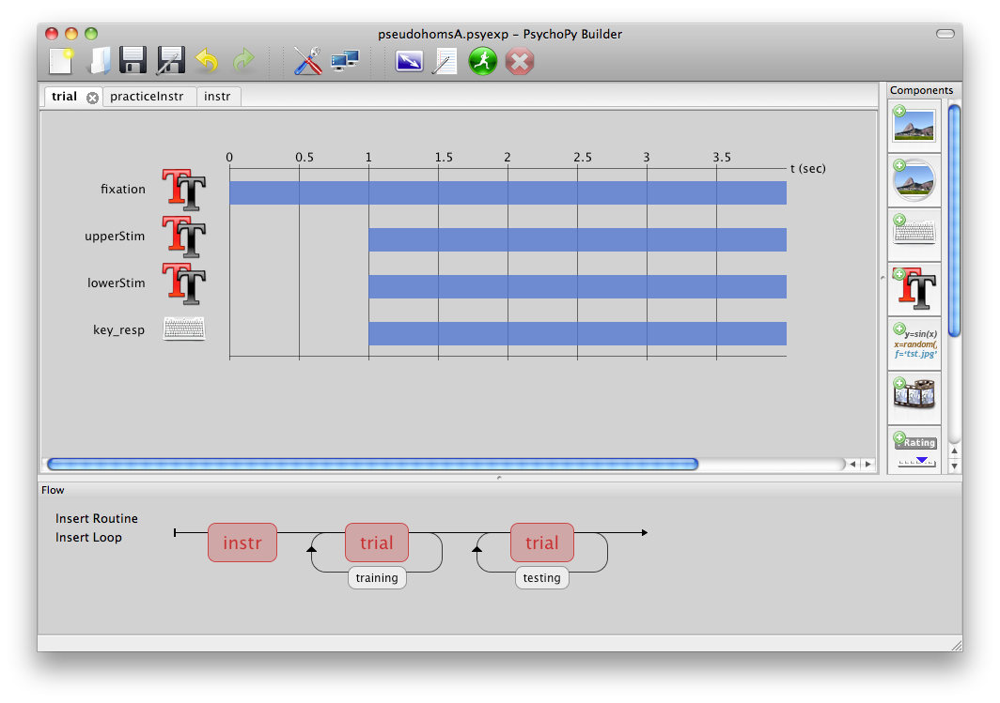 pseudohomsA.psyexp – PsychoPy Builder
trial
practiceInstr
instr
Components
0 0.5 1 1.5 2 2.5 3 3.5
t (sec)
fixation
upperStim
lowerStim
key_resp
y=sin(x)
x=random(,
f='tst.jpg'
Rating
Flow
Insert Routine
Insert Loop
instr
trial
training
trial
testing